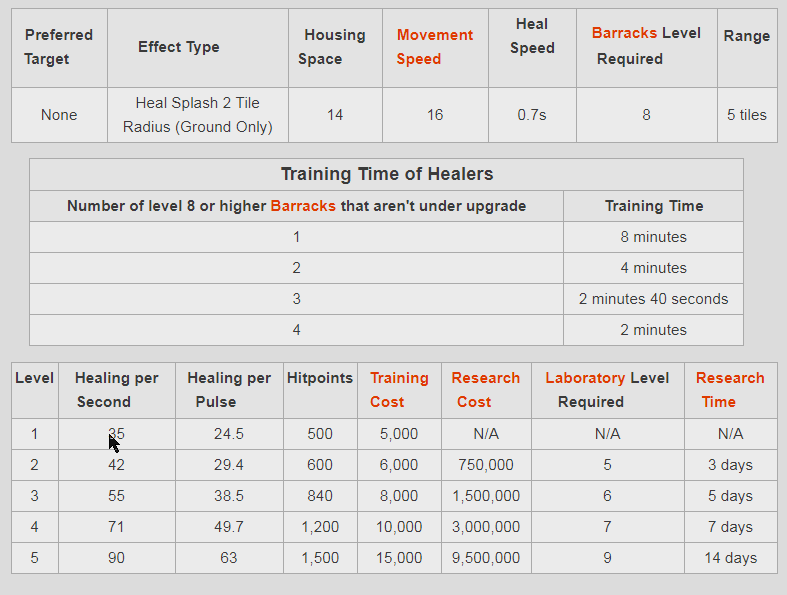 Preferred Target Effect Type Housing Space Movement Speed Heal Speed Barracks Level Required Range
None Heal Splash 2 Tile Radius (Ground Only) 14 16 0.7s 8 5 tiles
Training Time of Healers
Number of level 8 or higher Barracks that aren't under upgrade Training Time
1 8 minutes
2 4 minutes
3 2 minutes 40 seconds
4 2 minutes
Level Healing per Second Healing per Pulse Hitpoints Training Cost Research Cost Laboratory Level Required Research Time
1 35 24.5 500 5,000 N/A N/A N/A
2 42 29.4 600 6,000 750,000 5 3 days
3 55 38.5 840 8,000 1,500,000 6 5 days
4 71 49.7 1,200 10,000 3,000,000 7 7 days
5 90 63 1,500 15,000 9,500,000 9 14 days